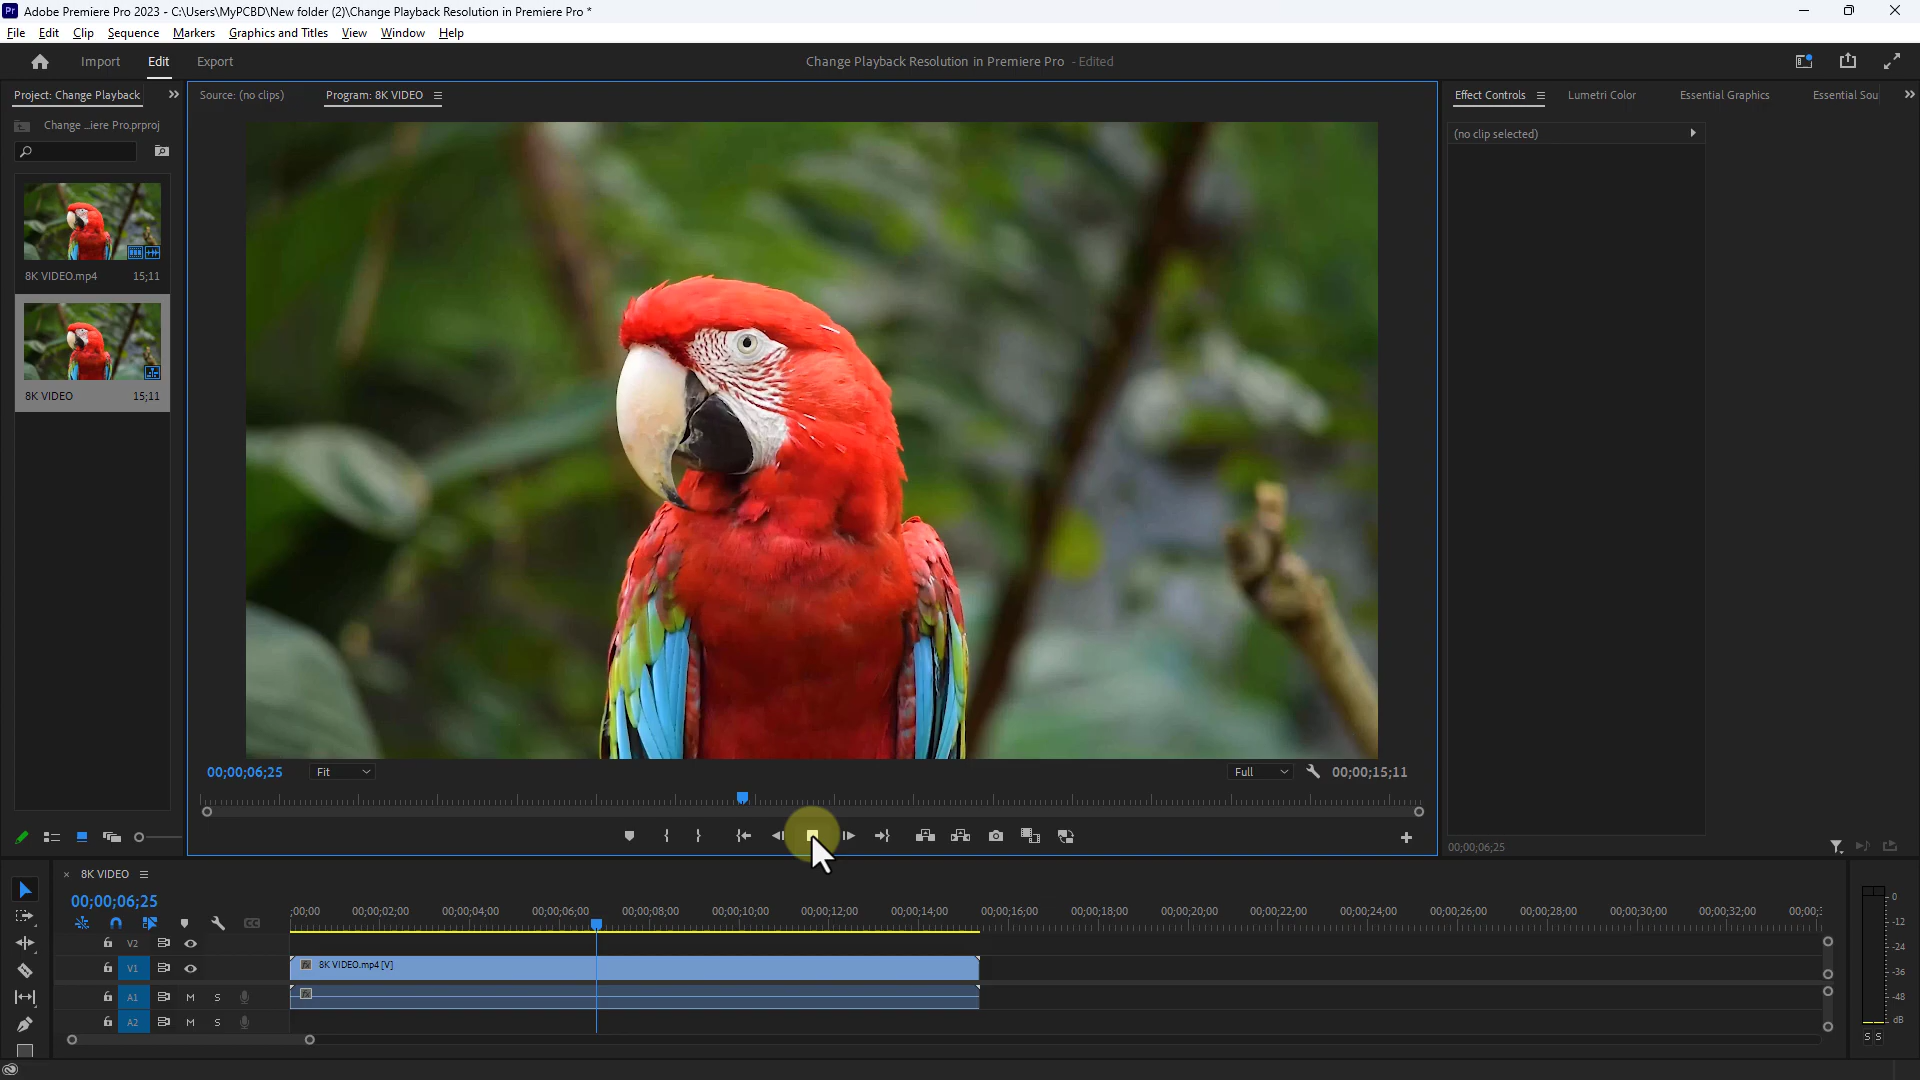 Pr Adobe Premiere Pro 2023 - C:\Users\MyPCBD\New folder (2)\Change Playback Resolution in Premiere Pro *
File Edit Clip Sequence Markers Graphics and Titles View Window Help
Import Edit Export
Change Playback Resolution in Premiere Pro - Edited
Project: Change Playback
Source: (no clips)
Program: 8K VIDEO
Effect Controls
Lumetri Color
Essential Graphics
Essential Sou
Change ...iere Pro.prproj
(no clip selected)
8K VIDEO.mp4 15;11
8K VIDEO 15;11
00;00;06;25 Fit Full 00;00;15;11
00;00;06;25
8K VIDEO
00;00;06;25
;00;00 00;00;02;00 00;00;04;00 00;00;06;00 00;00;08;00 00;00;10;00 00;00;12;00 00;00;14;00 00;00;16;00 00;00;18;00 00;00;20;00 00;00;22;00 00;00;24;00 00;00;26;00 00;00;28;00 00;00;30;00 00;00;32;00 00;00;
CC
V2
V1
8K VIDEO.mp4 [V]
A1 M S
A2 M S
0
-12
-24
-36
-48
dB
S S